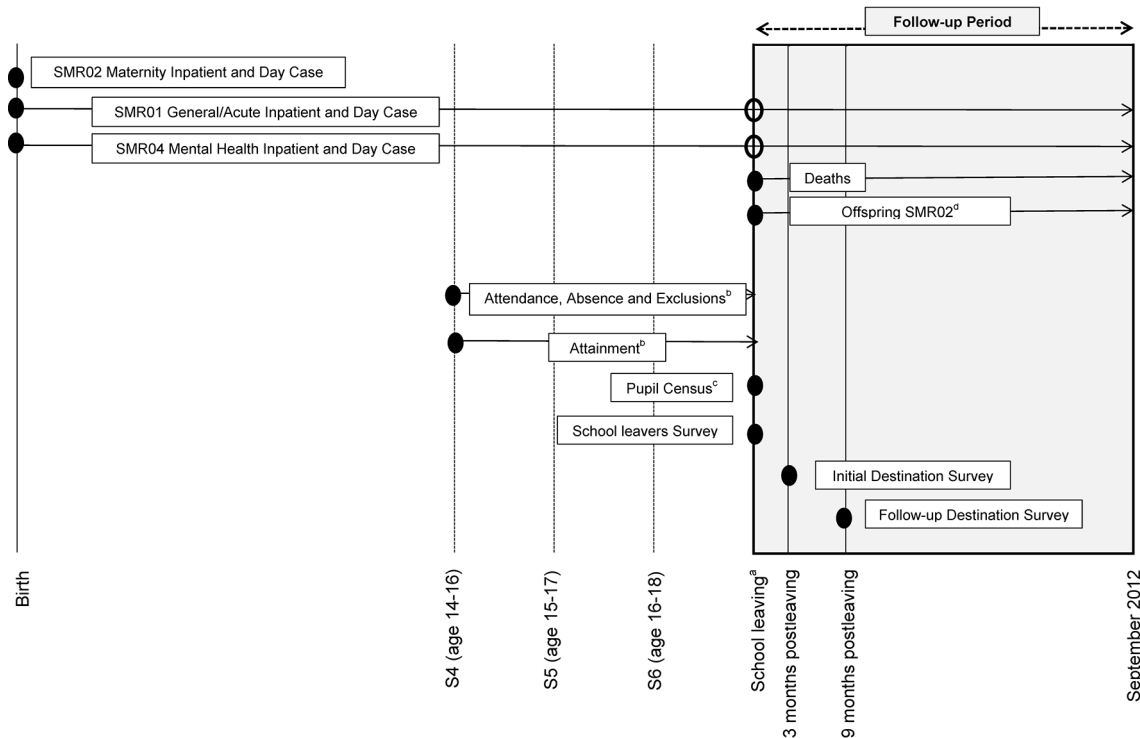 Follow-up Period
SMR02 Maternity Inpatient and Day Case
SMR01 General/Acute Inpatient and Day Case
SMR04 Mental Health Inpatient and Day Case
Deaths
Offspring SMR02d
Attendance, Absence and Exclusionsb
Attainmentb
Pupil Censusc
School leavers Survey
Initial Destination Survey
Follow-up Destination Survey
Birth
S4 (age 14-16)
S5 (age 15-17)
S6 (age 16-18)
School leavinga
3 months postleaving
9 months postleaving
September 2012